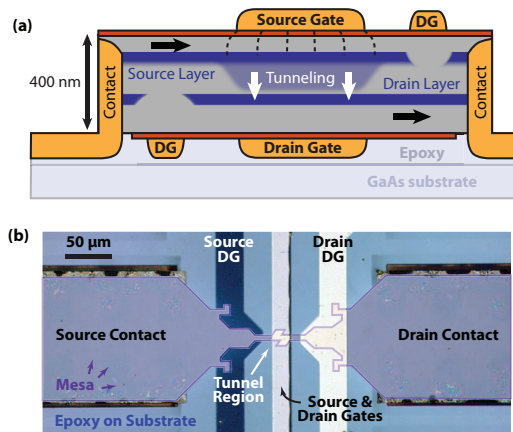 (a)
Source Gate
DG
400 nm
Contact
Source Layer
Tunneling
Drain Layer
Contact
DG
Drain Gate
Epoxy
GaAs substrate
(b)
50 μm
Source
DG
Drain
DG
Source Contact
Drain Contact
Mesa
Tunnel
Region
Source &
Drain Gates
Epoxy on Substrate